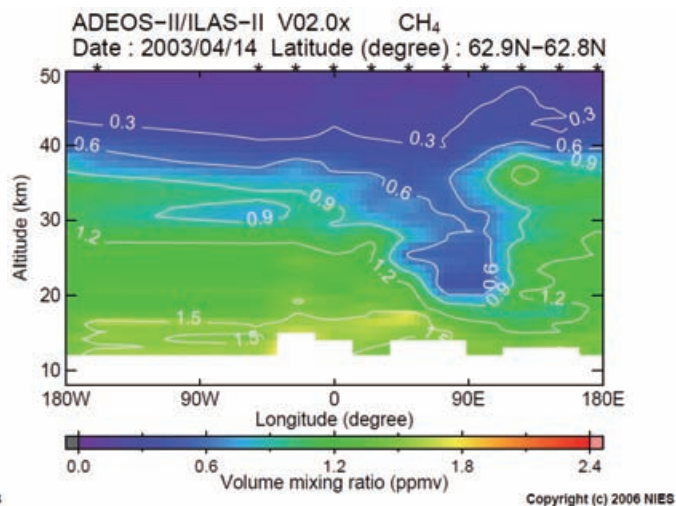 ADEOS−II/ILAS−II V02.0x CH4
Date : 2003/04/14 Latitude (degree) : 62.9N−62.8N
* * * * * * * * * *
50
40
30
20
10
Altitude (km)
0.3
0.3
0.3
0.6
0.6
0.6
0.6
0.9
0.9
0.9
0.9
1.2
1.2
1.2
1.5
1.5
180W 90W 0 90E 180E
Longitude (degree)
0.0 0.6 1.2 1.8 2.4
Volume mixing ratio (ppmv)
Copyright (c) 2006 NIES